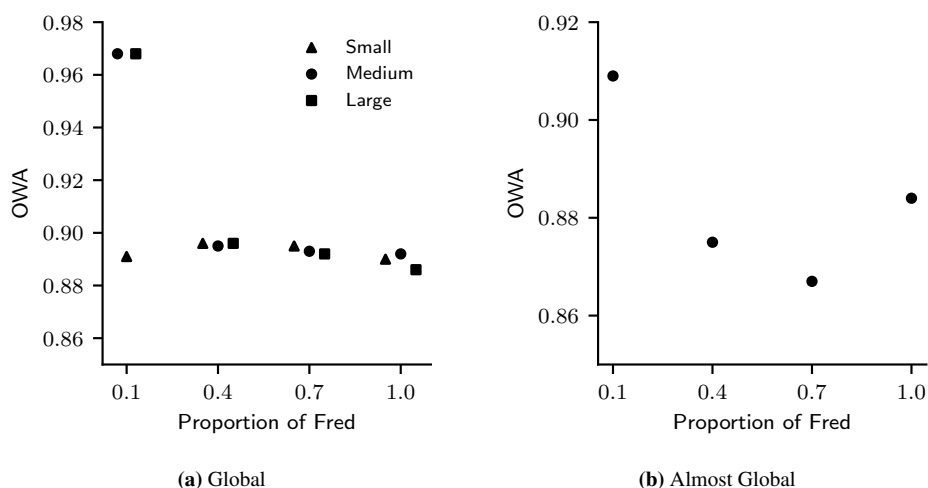 0.98
0.96
0.94
0.92
0.90
0.88
0.86
OWA
Small
Medium
Large
0.1 0.4 0.7 1.0
Proportion of Fred
(a) Global
0.92
0.90
0.88
0.86
OWA
0.1 0.4 0.7 1.0
Proportion of Fred
(b) Almost Global